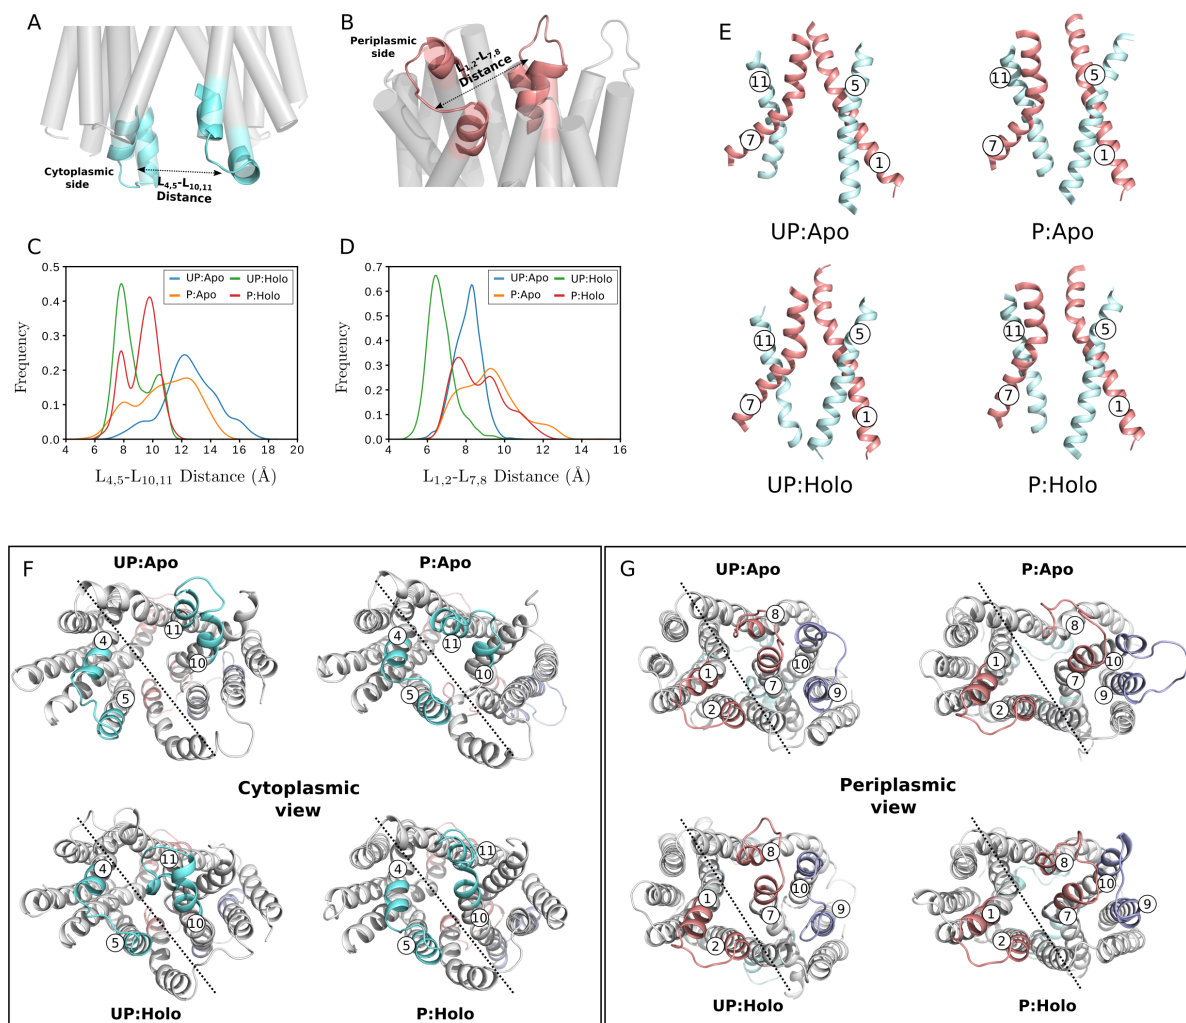 A
Cytoplasmic
side
L4,5-L10,11
Distance
B
Periplasmic
side
L1,2-L7,8
Distance
C
0.5
0.4
0.3
0.2
0.1
0.0
Frequency
UP:Apo
UP:Holo
P:Apo
P:Holo
4 6 8 10 12 14 16 18 20
L4,5-L10,11 Distance (Å)
D
0.7
0.6
0.5
0.4
0.3
0.2
0.1
0.0
Frequency
UP:Apo
UP:Holo
P:Apo
P:Holo
4 6 8 10 12 14 16
L1,2-L7,8 Distance (Å)
E
11
5
7
1
UP:Apo
11
5
7
1
P:Apo
11
5
7
1
UP:Holo
11
5
7
1
P:Holo
F
UP:Apo
4
11
10
5
P:Apo
4
11
10
5
Cytoplasmic
view
4
11
10
5
UP:Holo
4
11
10
5
P:Holo
G
UP:Apo
8
1
10
7
9
2
P:Apo
8
1
10
7
9
2
Periplasmic
view
8
1
10
7
9
2
UP:Holo
8
1
10
7
9
2
P:Holo